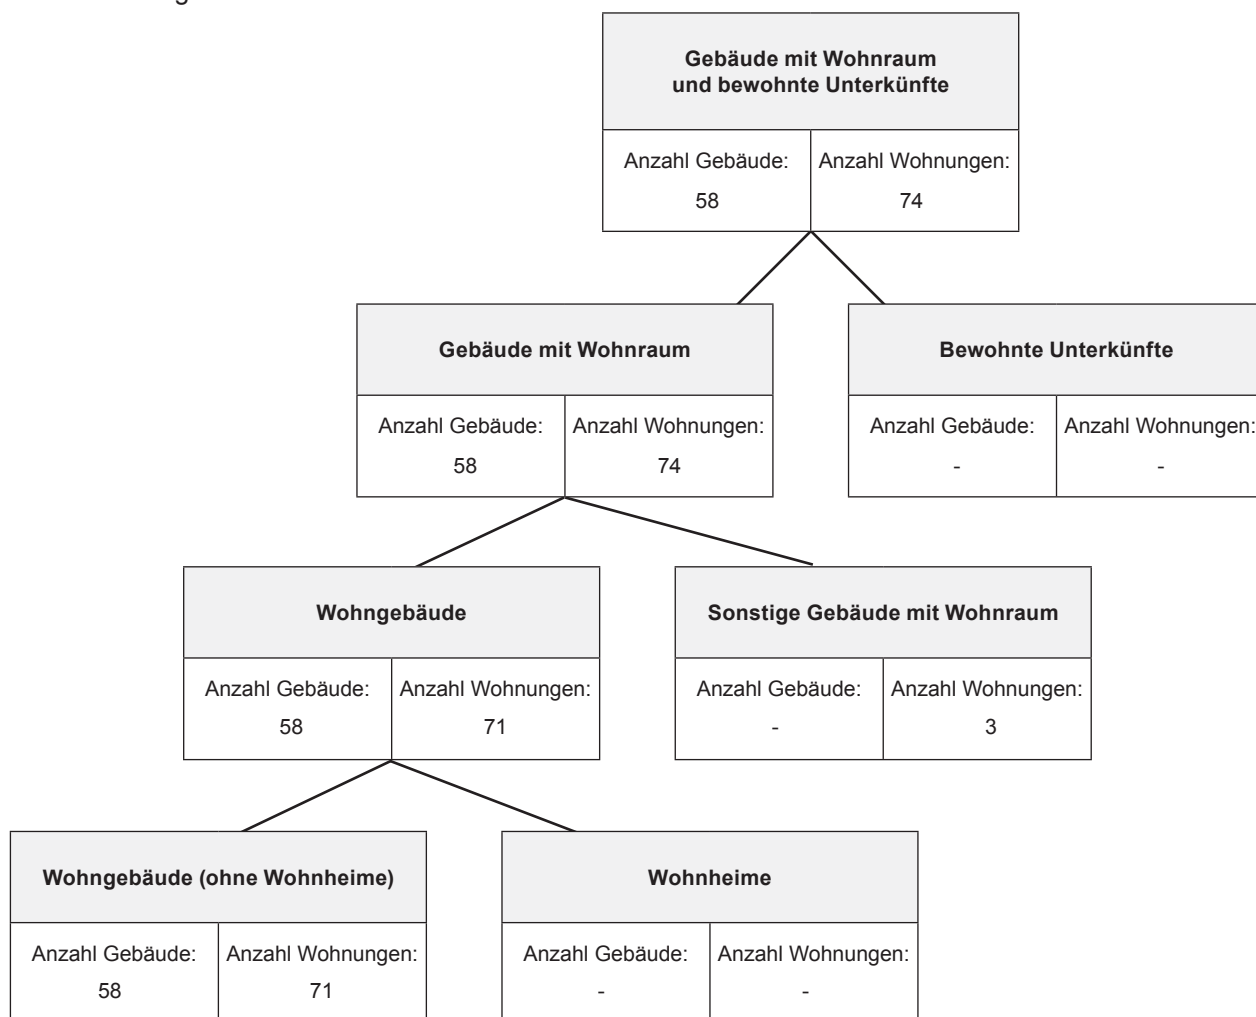 Gebäude mit Wohnraum
und bewohnte Unterkünfte
Anzahl Gebäude: Anzahl Wohnungen:
58 74
Gebäude mit Wohnraum
Bewohnte Unterkünfte
Anzahl Gebäude: Anzahl Wohnungen:
58 74
Anzahl Gebäude: Anzahl Wohnungen:
- -
Wohngebäude
Sonstige Gebäude mit Wohnraum
Anzahl Gebäude: Anzahl Wohnungen:
58 71
Anzahl Gebäude: Anzahl Wohnungen:
- 3
Wohngebäude (ohne Wohnheime)
Wohnheime
Anzahl Gebäude: Anzahl Wohnungen:
58 71
Anzahl Gebäude: Anzahl Wohnungen:
- -